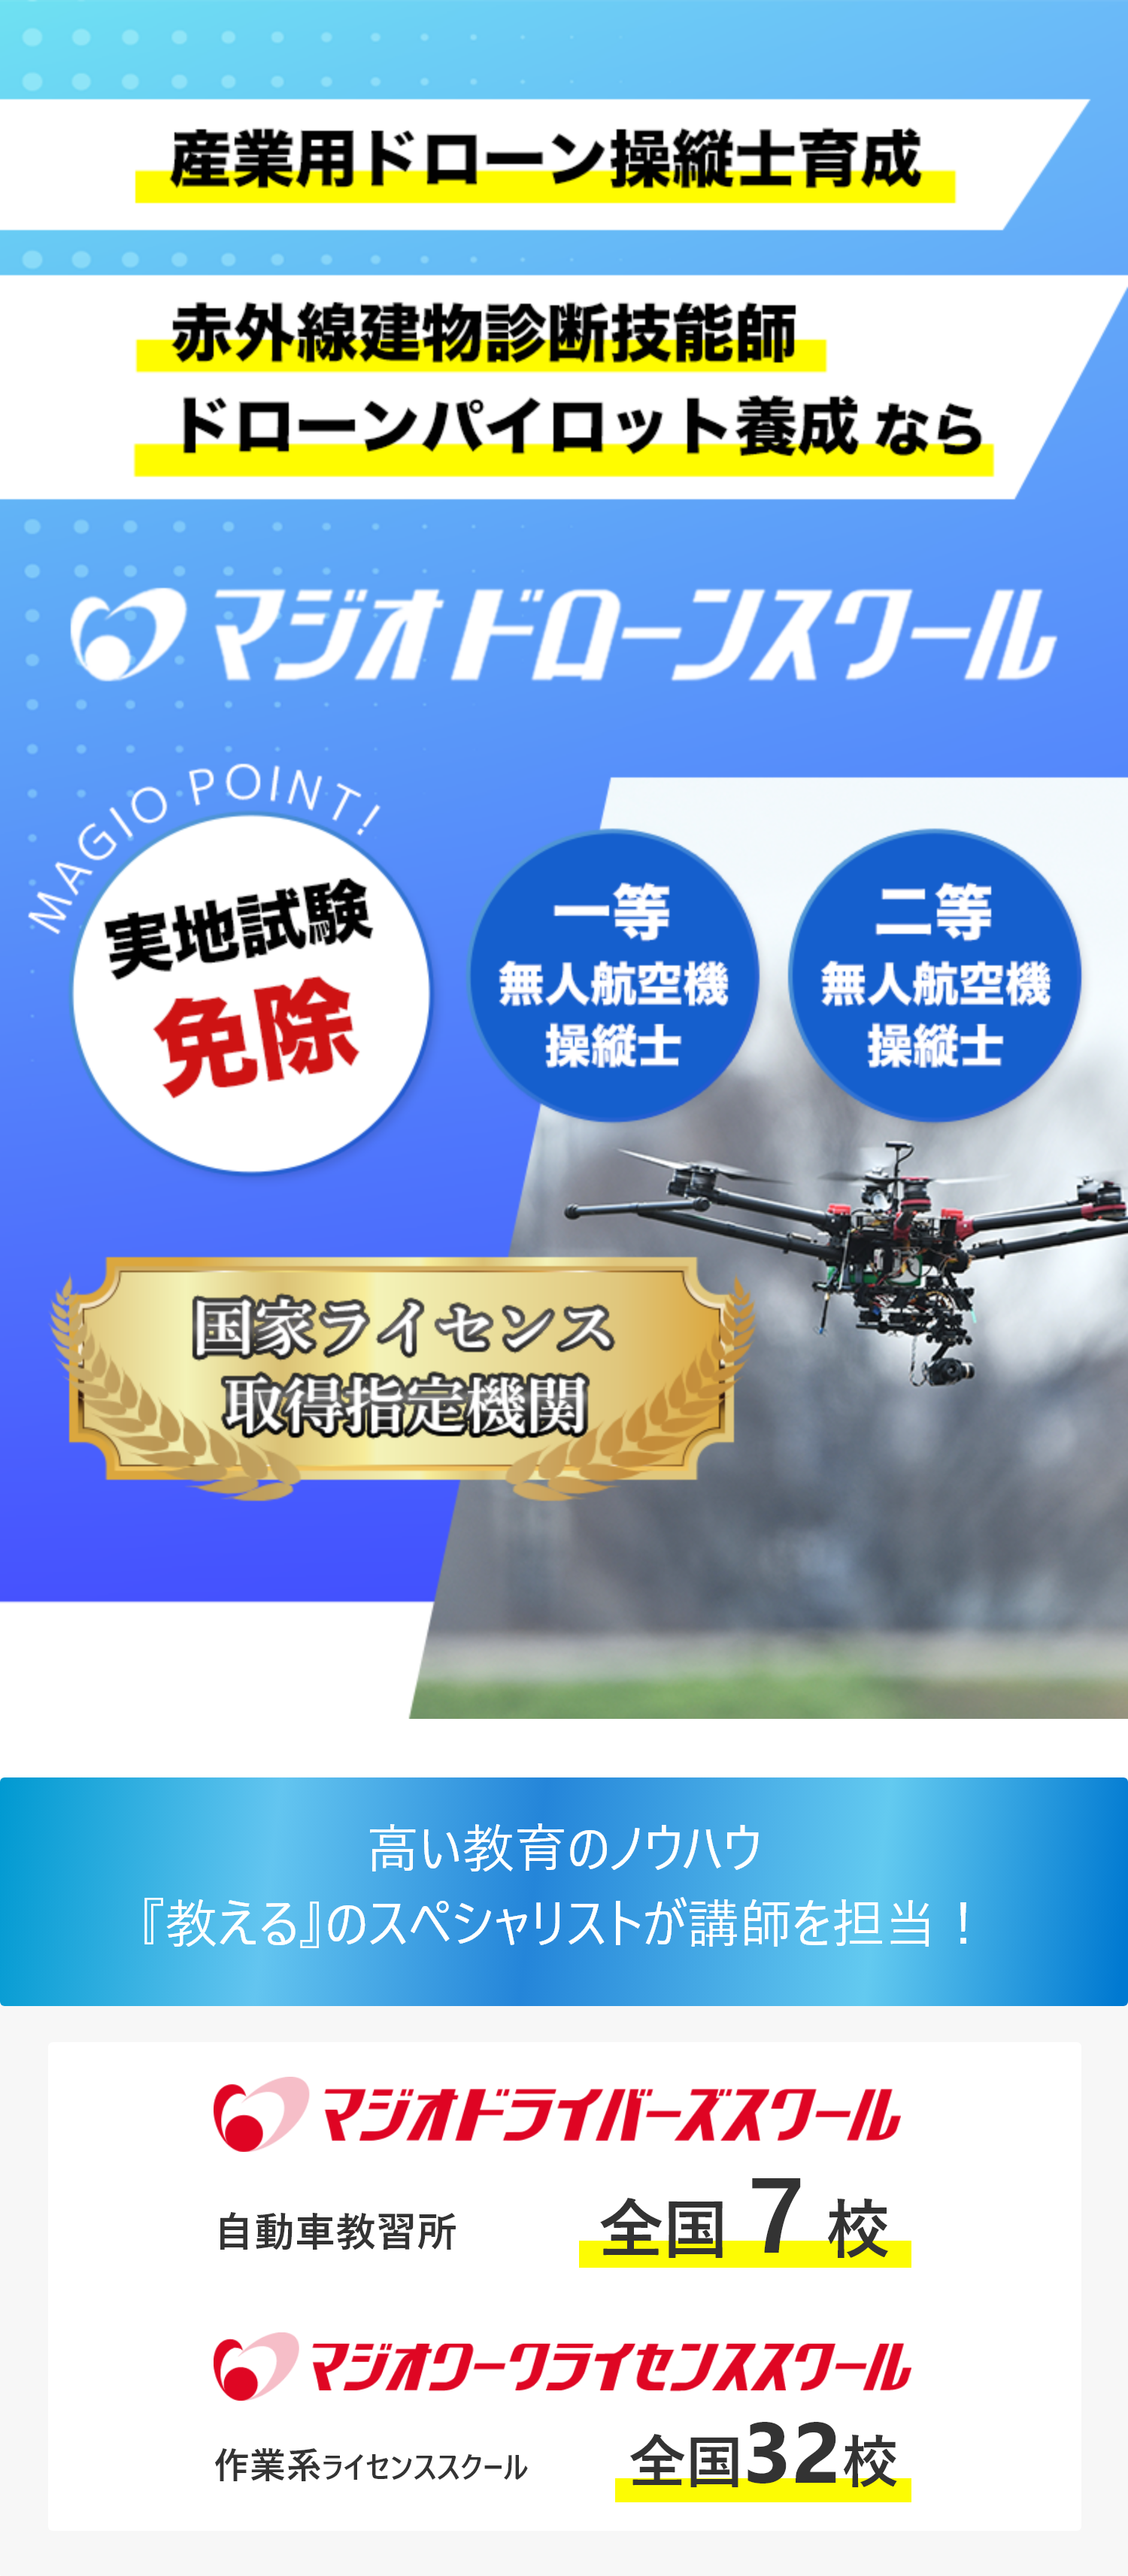 産業用ドローン操縦士育成
赤外線建物診断技能師
ドローンパイロット養成 なら
マジオドローンスクール
MAGIO POINT!
実地試験
免除
一等
無人航空機
操縦士
二等
無人航空機
操縦士
国家ライセンス
取得指定機関
高い教育のノウハウ
『教える』のスペシャリストが講師を担当！
マジオドライバーズスクール
自動車教習所 全国7校
マジオワークライセンススクール
作業系ライセンススクール 全国32校